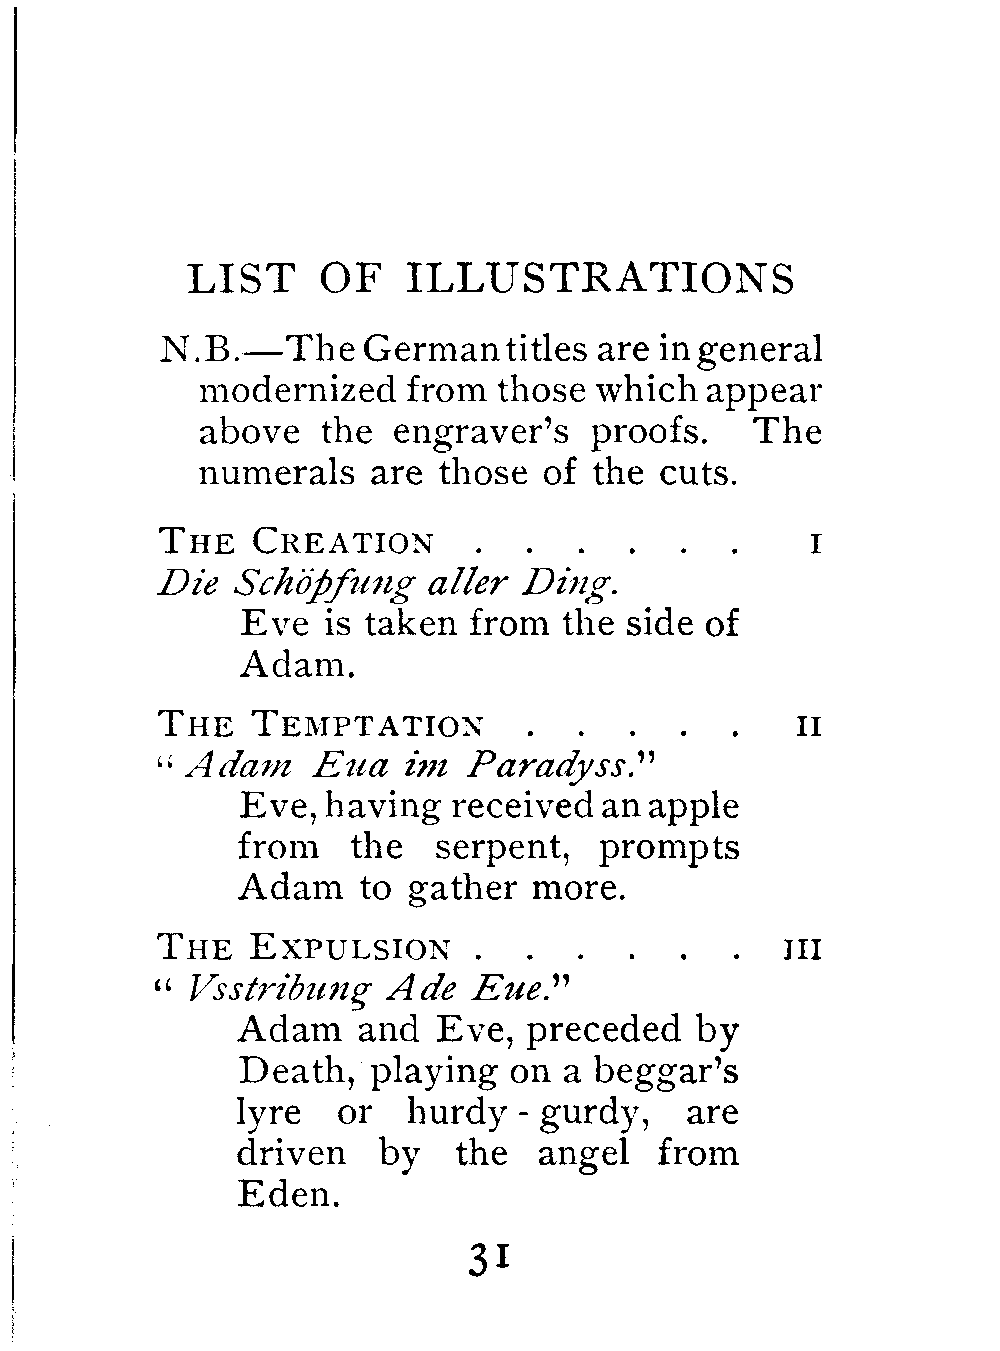 LIST OF ILLUSTRATIONS
N.B.—The German titles are in general
modernized from those which appear
above the engraver's proofs. The
numerals are those of the cuts.
THE CREATION . . . . . . I
Die Schöpfung aller Ding.
Eve is taken from the side of
Adam.
THE TEMPTATION . . . . . II
"Adam Eua im Paradyss."
Eve, having received an apple
from the serpent, prompts
Adam to gather more.
THE EXPULSION . . . . . . III
"Vsstribung Ade Eue."
Adam and Eve, preceded by
Death, playing on a beggar's
lyre or hurdy-gurdy, are
driven by the angel from
Eden.
31